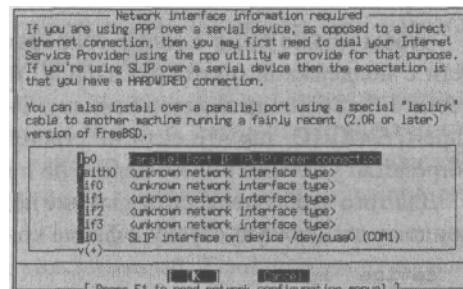 Network interface information required
If you are using PPP over a serial device, as opposed to a direct
ethernet connection, then you may first need to dial your Internet
Service Provider using the ppp utility we provide for that purpose.
If you're using SLIP over a serial device then the expectation is
that you have a HARDWIRED connection.
You can also install over a parallel port using a special "laplink"
cable to another machine running a fairly recent (2.0R or later)
version of FreeBSD.
lp0 Parallel Port IP (PLIP) peer connection
faith0 <unknown network interface type>
gif0 <unknown network interface type>
gif1 <unknown network interface type>
gif2 <unknown network interface type>
gif3 <unknown network interface type>
sl0 SLIP interface on device /dev/cuaa0 (COM1)
v(+)
OK Cancel
[ Press F1 to read network configuration manual ]